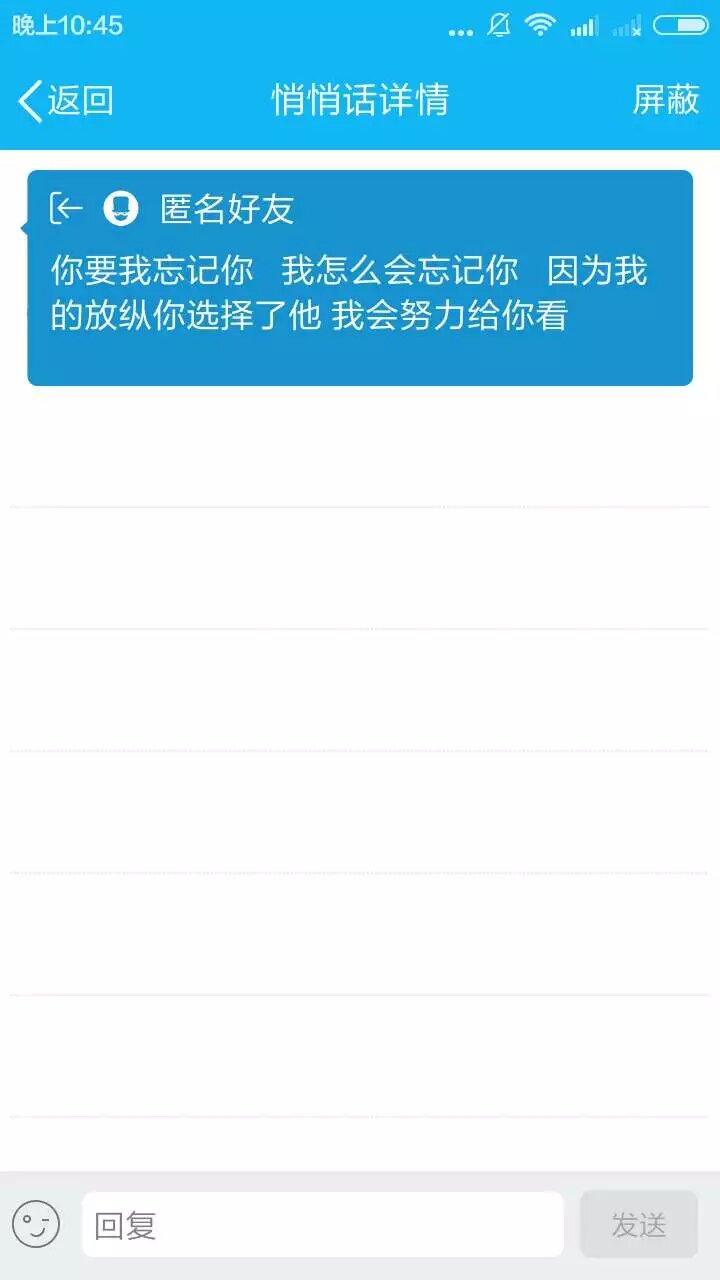 晚上10:45
返回 悄悄话详情 屏蔽
匿名好友
你要我忘记你 我怎么会忘记你 因为我
的放纵你选择了他 我会努力给你看
回复 发送